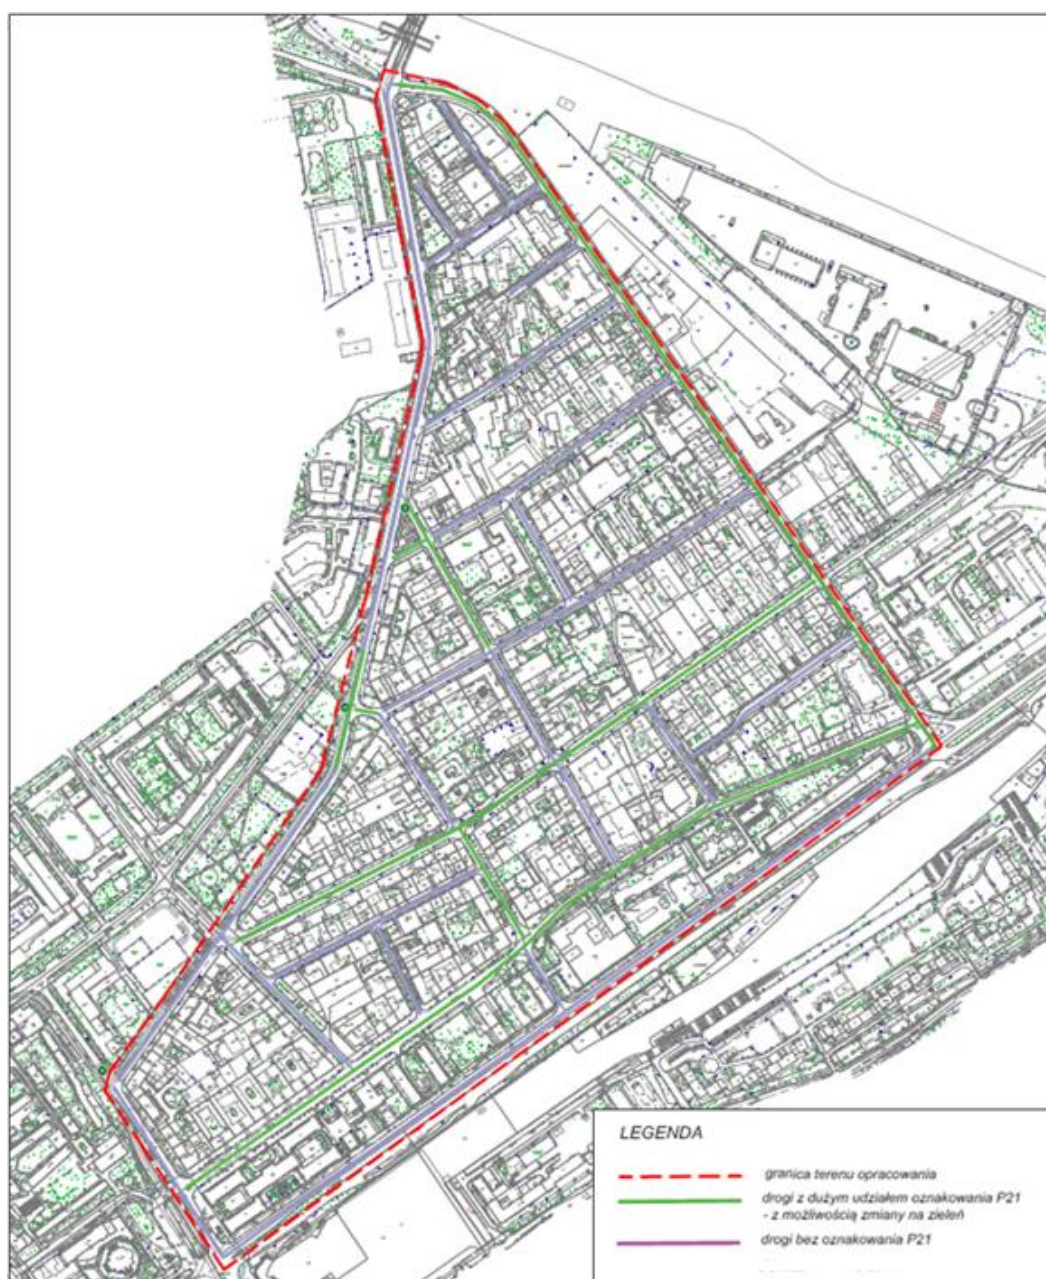 LEGENDA
granica terenu opracowania
drogi z dużym udziałem oznakowania P21
- z możliwością zmiany na zieleń
drogi bez oznakowania P21